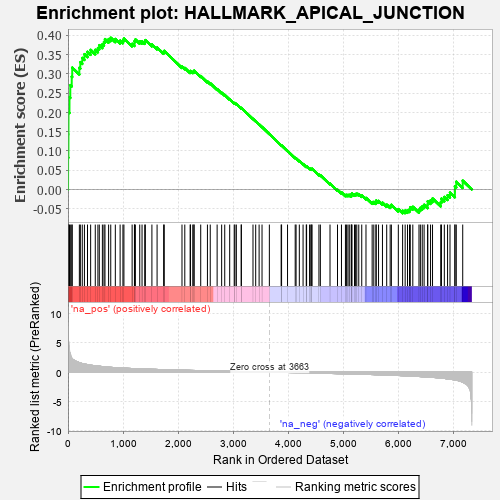 Enrichment plot: HALLMARK_APICAL_JUNCTION
Enrichment score (ES)
0.40
0.35
0.30
0.25
0.20
0.15
0.10
0.05
0.00
-0.05
'na_pos' (positively correlated)
Ranked list metric (PreRanked)
10
5
0
-5
-10
Zero cross at 3663
'na_neg' (negatively correlated)
0 1,000 2,000 3,000 4,000 5,000 6,000 7,000
Rank in Ordered Dataset
Enrichment profile Hits Ranking metric scores